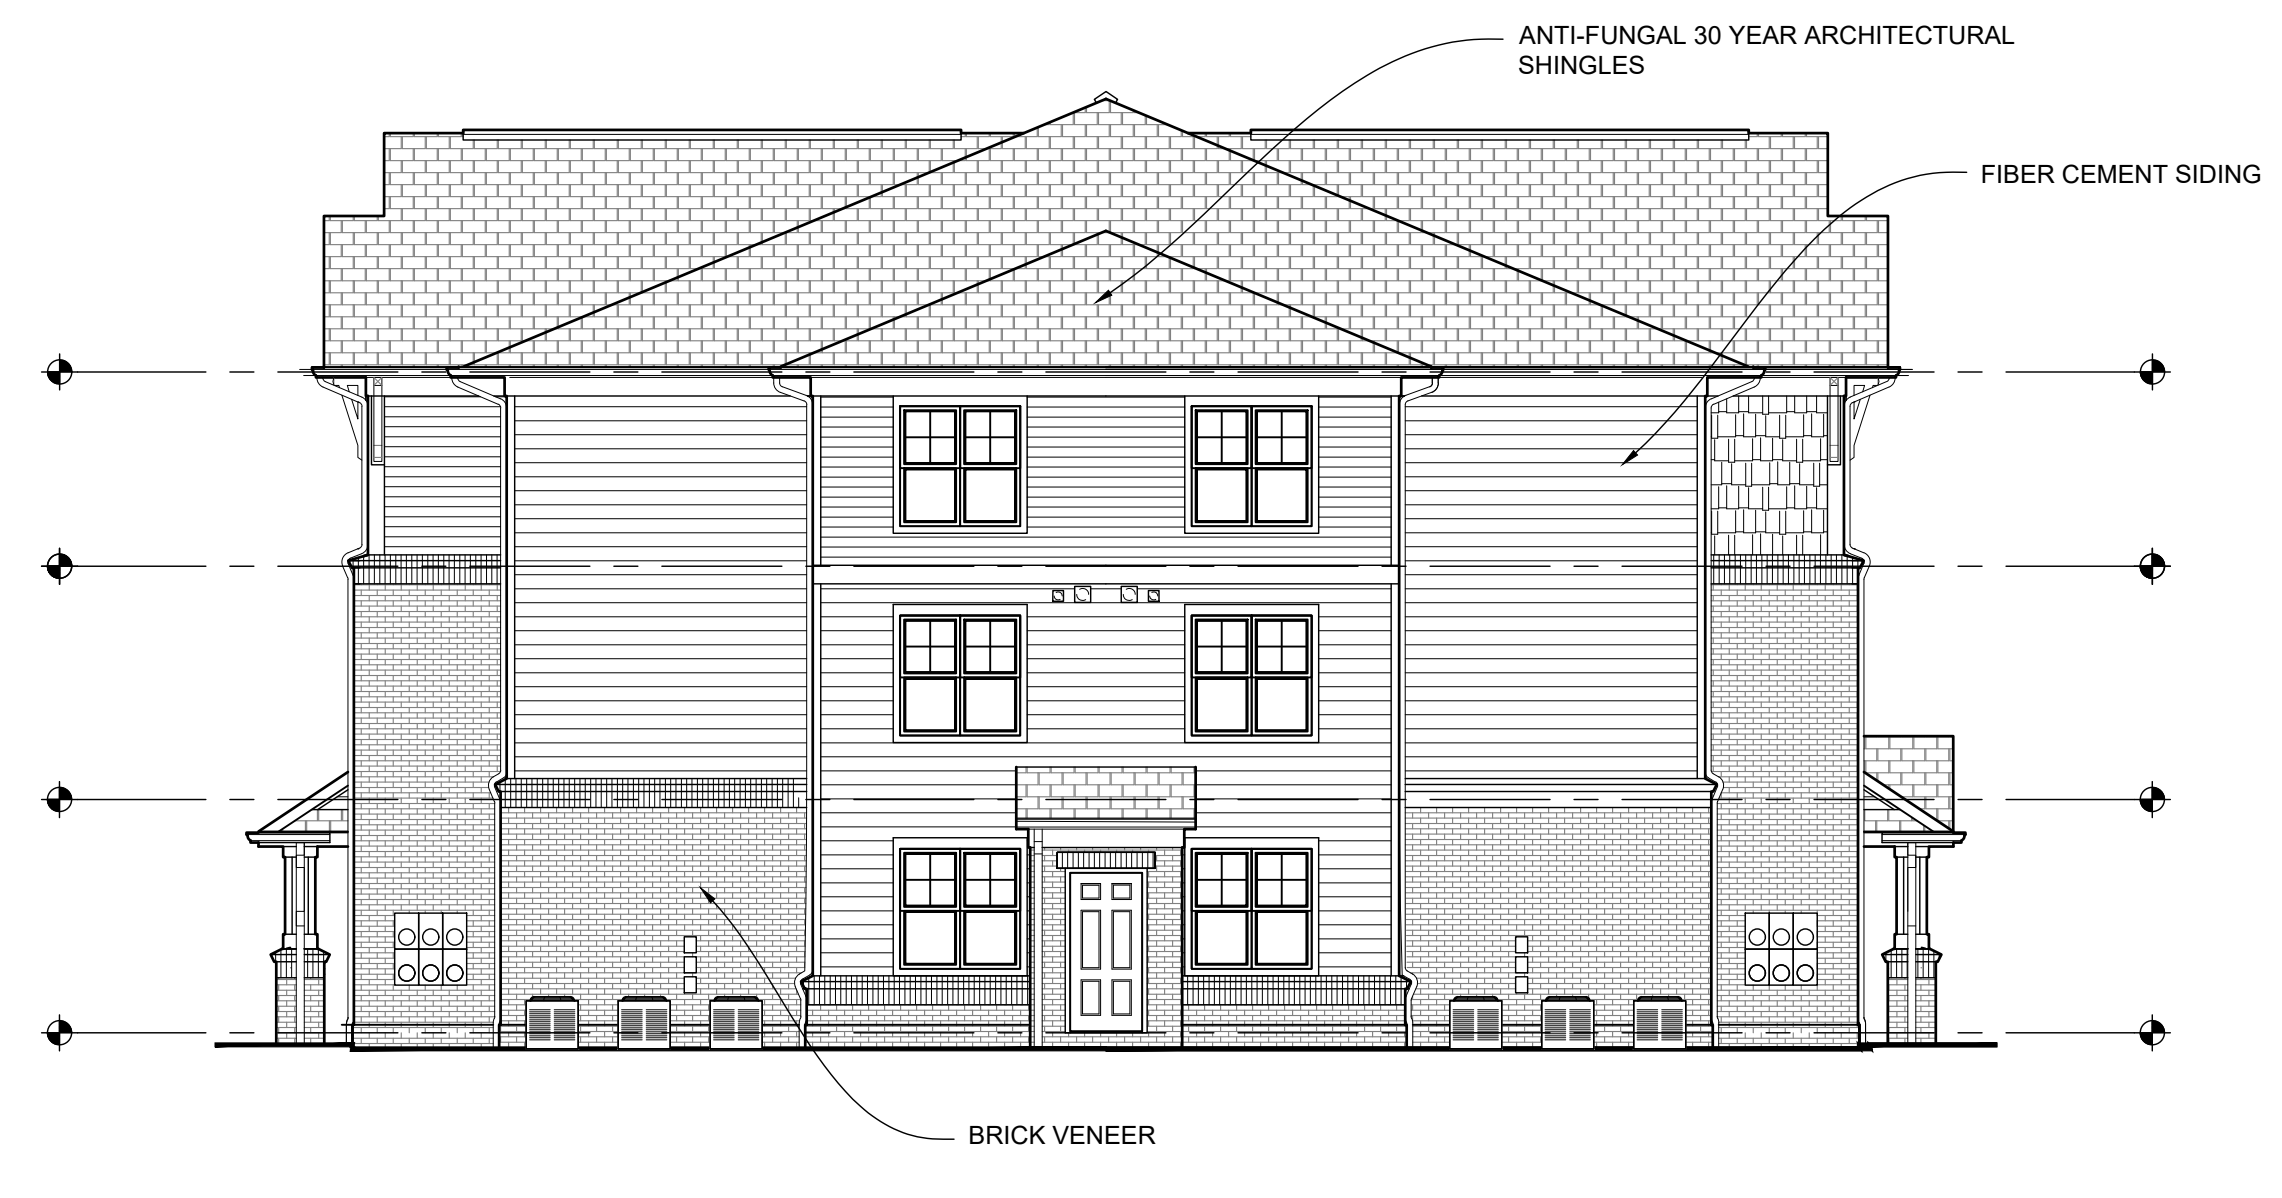 ANTI-FUNGAL 30 YEAR ARCHITECTURAL
SHINGLES
FIBER CEMENT SIDING
BRICK VENEER